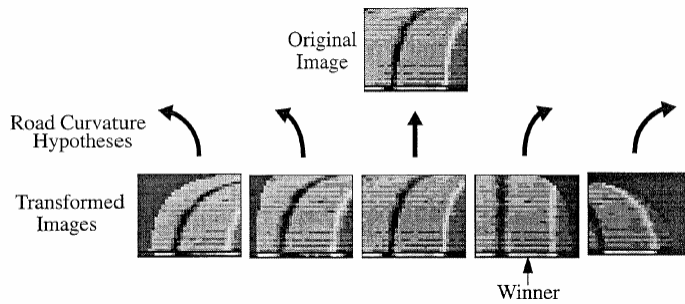 Original
Image
Road Curvature
Hypotheses
Transformed
Images
Winner